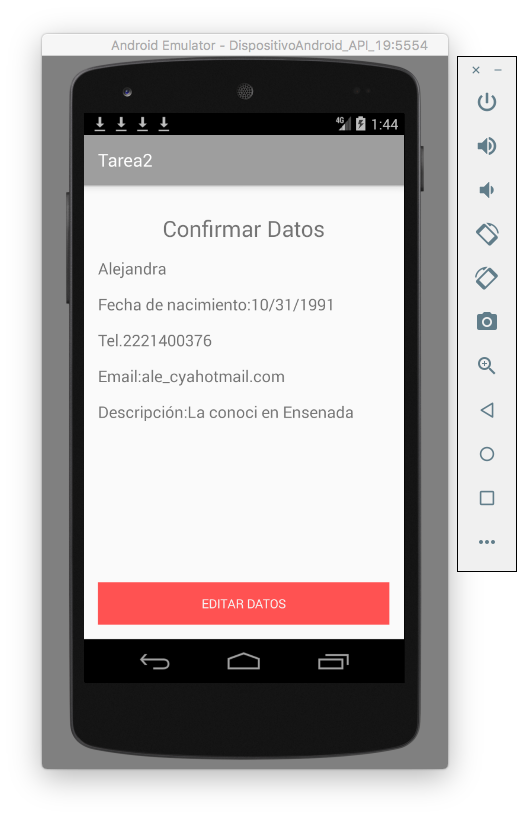 Android Emulator - DispositivoAndroid_API_19:5554
4G 1:44
Tarea2
Confirmar Datos
Alejandra
Fecha de nacimiento:10/31/1991
Tel.2221400376
Email:ale_cyahotmail.com
Descripción:La conoci en Ensenada
EDITAR DATOS